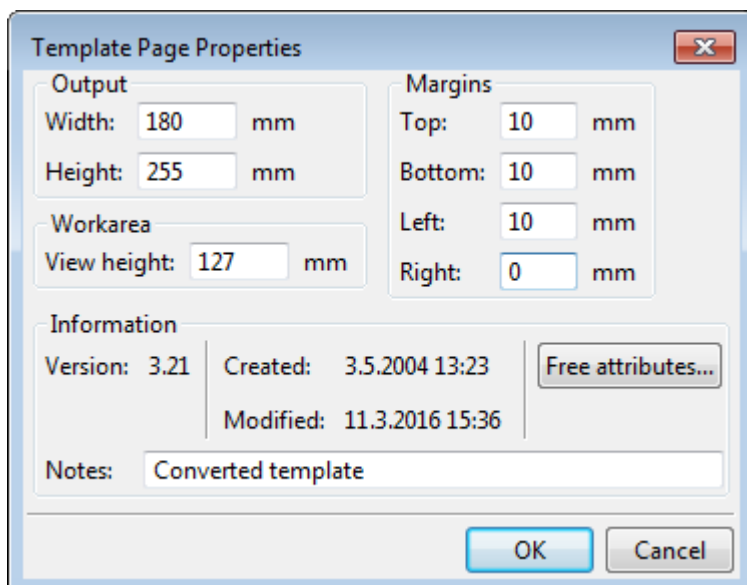 Template Page Properties
Output
Width: 180 mm
Height: 255 mm
Workarea
View height: 127 mm
Margins
Top: 10 mm
Bottom: 10 mm
Left: 10 mm
Right: 0 mm
Information
Version: 3.21
Created: 3.5.2004 13:23
Modified: 11.3.2016 15:36
Free attributes...
Notes: Converted template
OK
Cancel